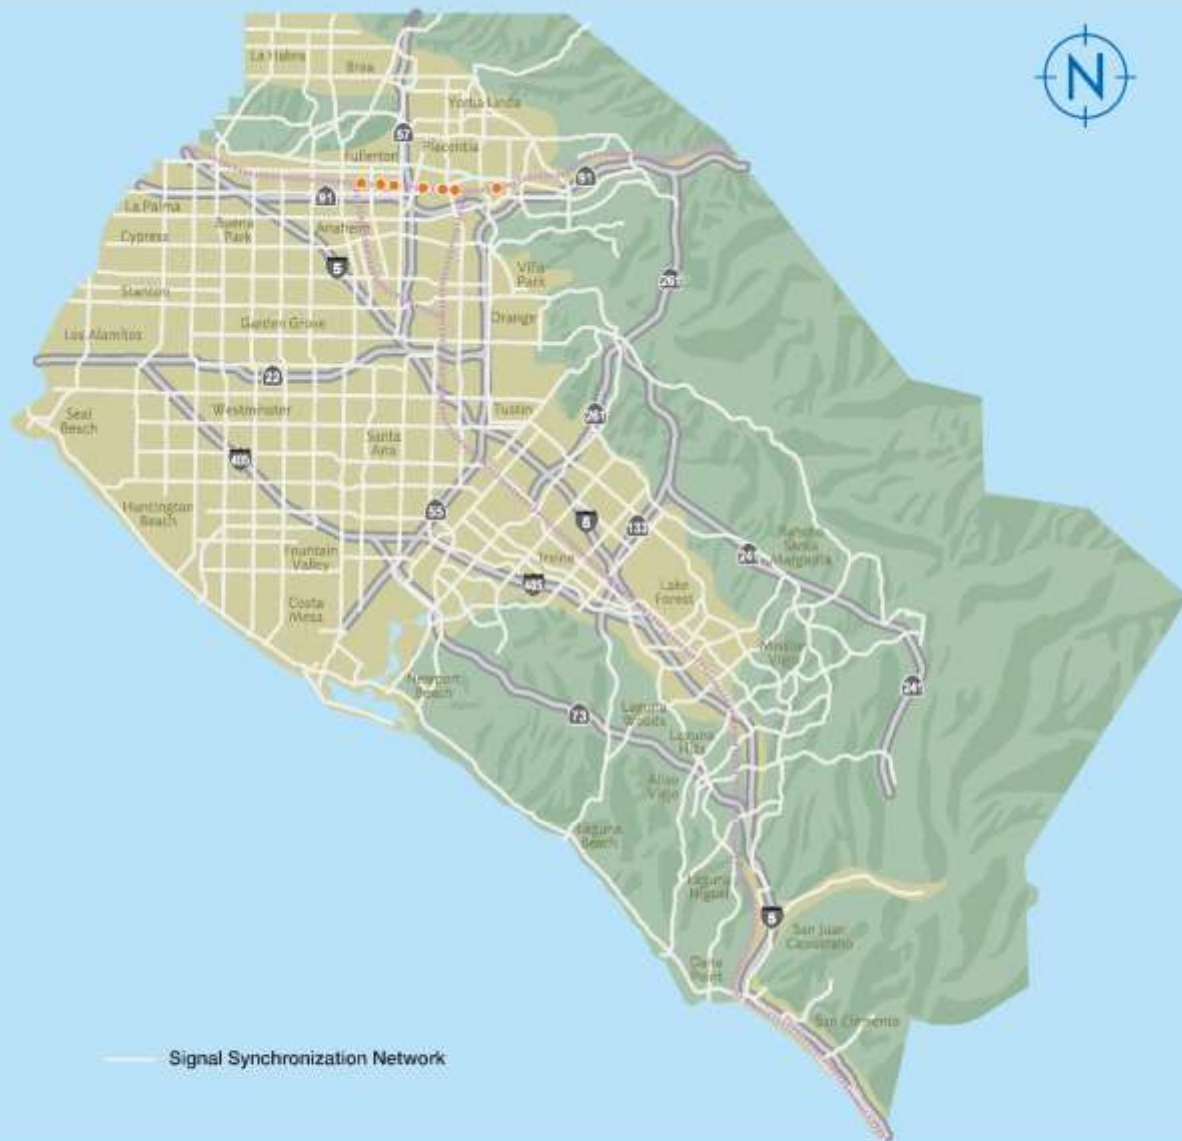 N
La Habra
Brea
Yorba Linda
57
Placentia
Fullerton
91
91
La Palma
Buena
Park
Anaheim
Cypress
5
Villa
Park
261
Stanton
Orange
Garden Grove
Los Alamitos
22
Westminster
Tustin
261
Seal
Beach
Santa
Ana
405
Huntington
Beach
55
5
133
Fountain
Valley
Irvine
405
Rancho
Santa
Margarita
241
Lake
Forest
Costa
Mesa
Mission
Viejo
Newport
Beach
241
73
Laguna
Woods
Laguna
Hills
Aliso
Viejo
Laguna
Beach
Laguna
Niguel
5
San Juan
Capistrano
Dana
Point
San Clemente
Signal Synchronization Network